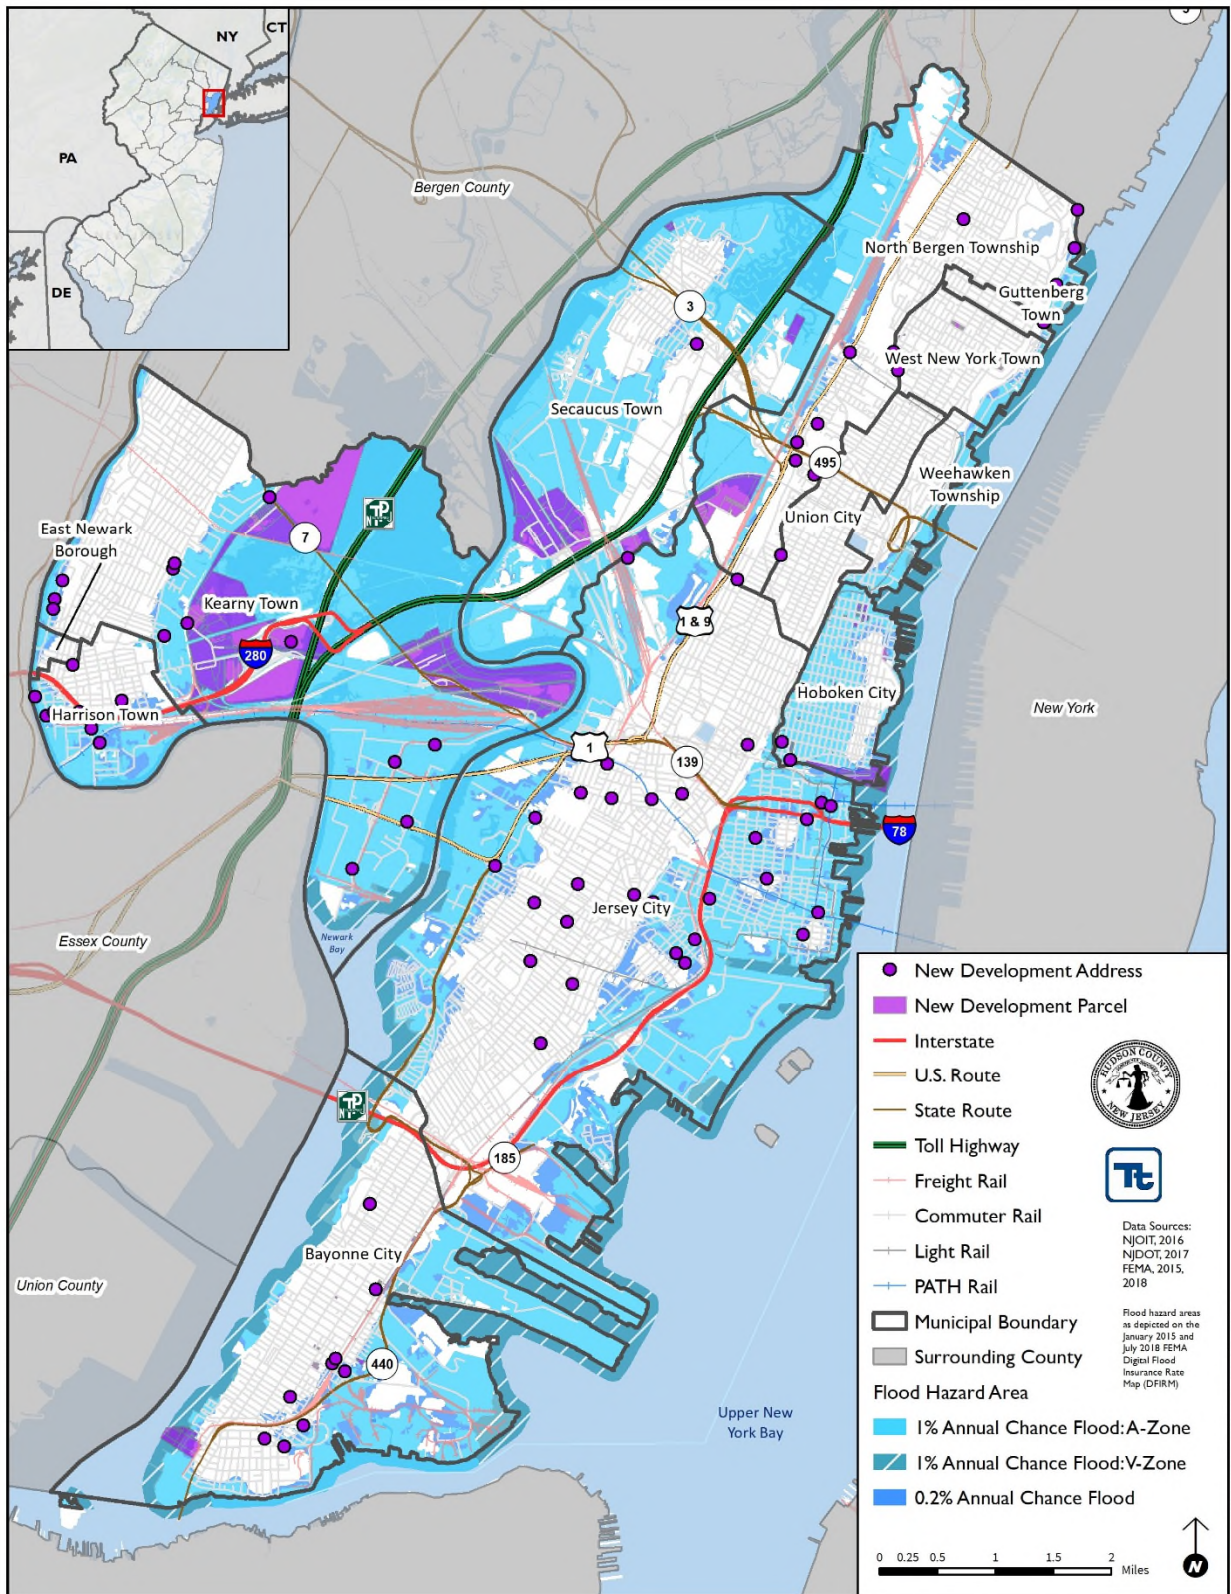 NY
CT
PA
DE
Bergen County
North Bergen Township
Guttenberg
Town
3
West New York Town
Secaucus Town
495
Weehawken
Township
Union City
East Newark
Borough
7
Kearny Town
1 & 9
280
Hoboken City
Harrison Town
New York
1
139
78
Jersey City
Essex County
Newark
Bay
185
Bayonne City
Union County
440
Upper New
York Bay
New Development Address
New Development Parcel
Interstate
U.S. Route
State Route
Toll Highway
Freight Rail
Commuter Rail
Light Rail
PATH Rail
Municipal Boundary
Surrounding County
Flood Hazard Area
1% Annual Chance Flood: A-Zone
1% Annual Chance Flood: V-Zone
0.2% Annual Chance Flood
HUDSON COUNTY
NEW JERSEY
Tt
Data Sources:
NJOIT, 2016
NJDOT, 2017
FEMA, 2015,
2018
Flood hazard areas
as depicted on the
January 2015 and
July 2018 FEMA
Digital Flood
Insurance Rate
Map (DFIRM)
0 0.25 0.5 1 1.5 2
Miles
N